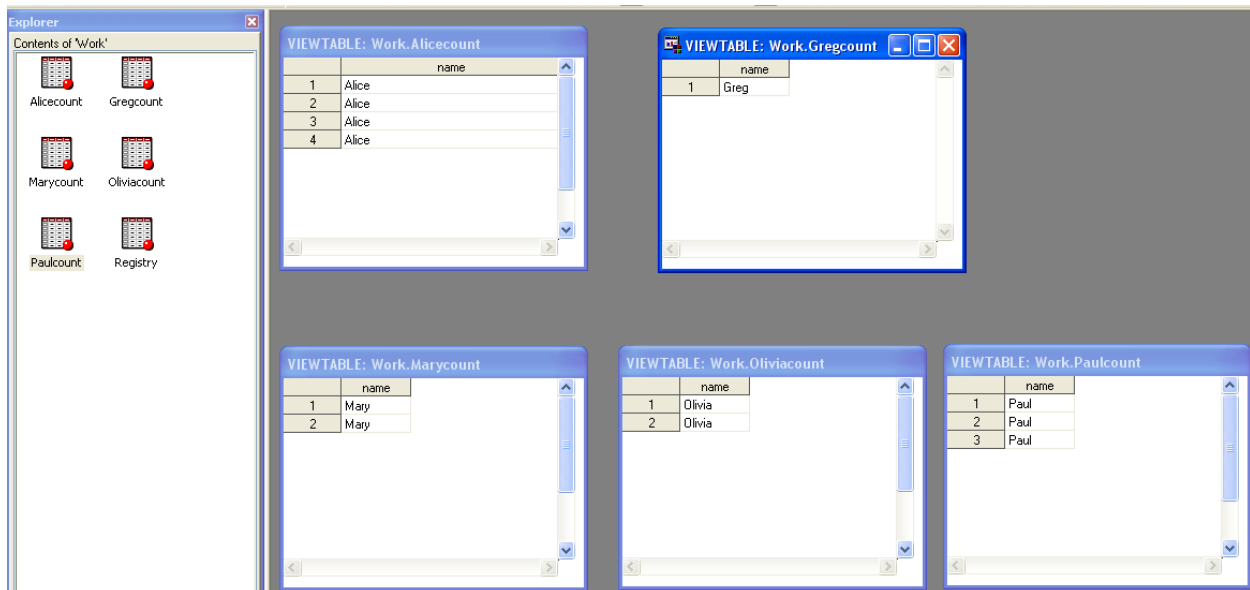 Explorer
Contents of 'Work'
Alicecount Gregcount
Marycount Oliviacount
Paulcount Registry
VIEWTABLE: Work.Alicecount
name
1 Alice
2 Alice
3 Alice
4 Alice
VIEWTABLE: Work.Gregcount
name
1 Greg
VIEWTABLE: Work.Marycount
name
1 Mary
2 Mary
VIEWTABLE: Work.Oliviacount
name
1 Olivia
2 Olivia
VIEWTABLE: Work.Paulcount
name
1 Paul
2 Paul
3 Paul